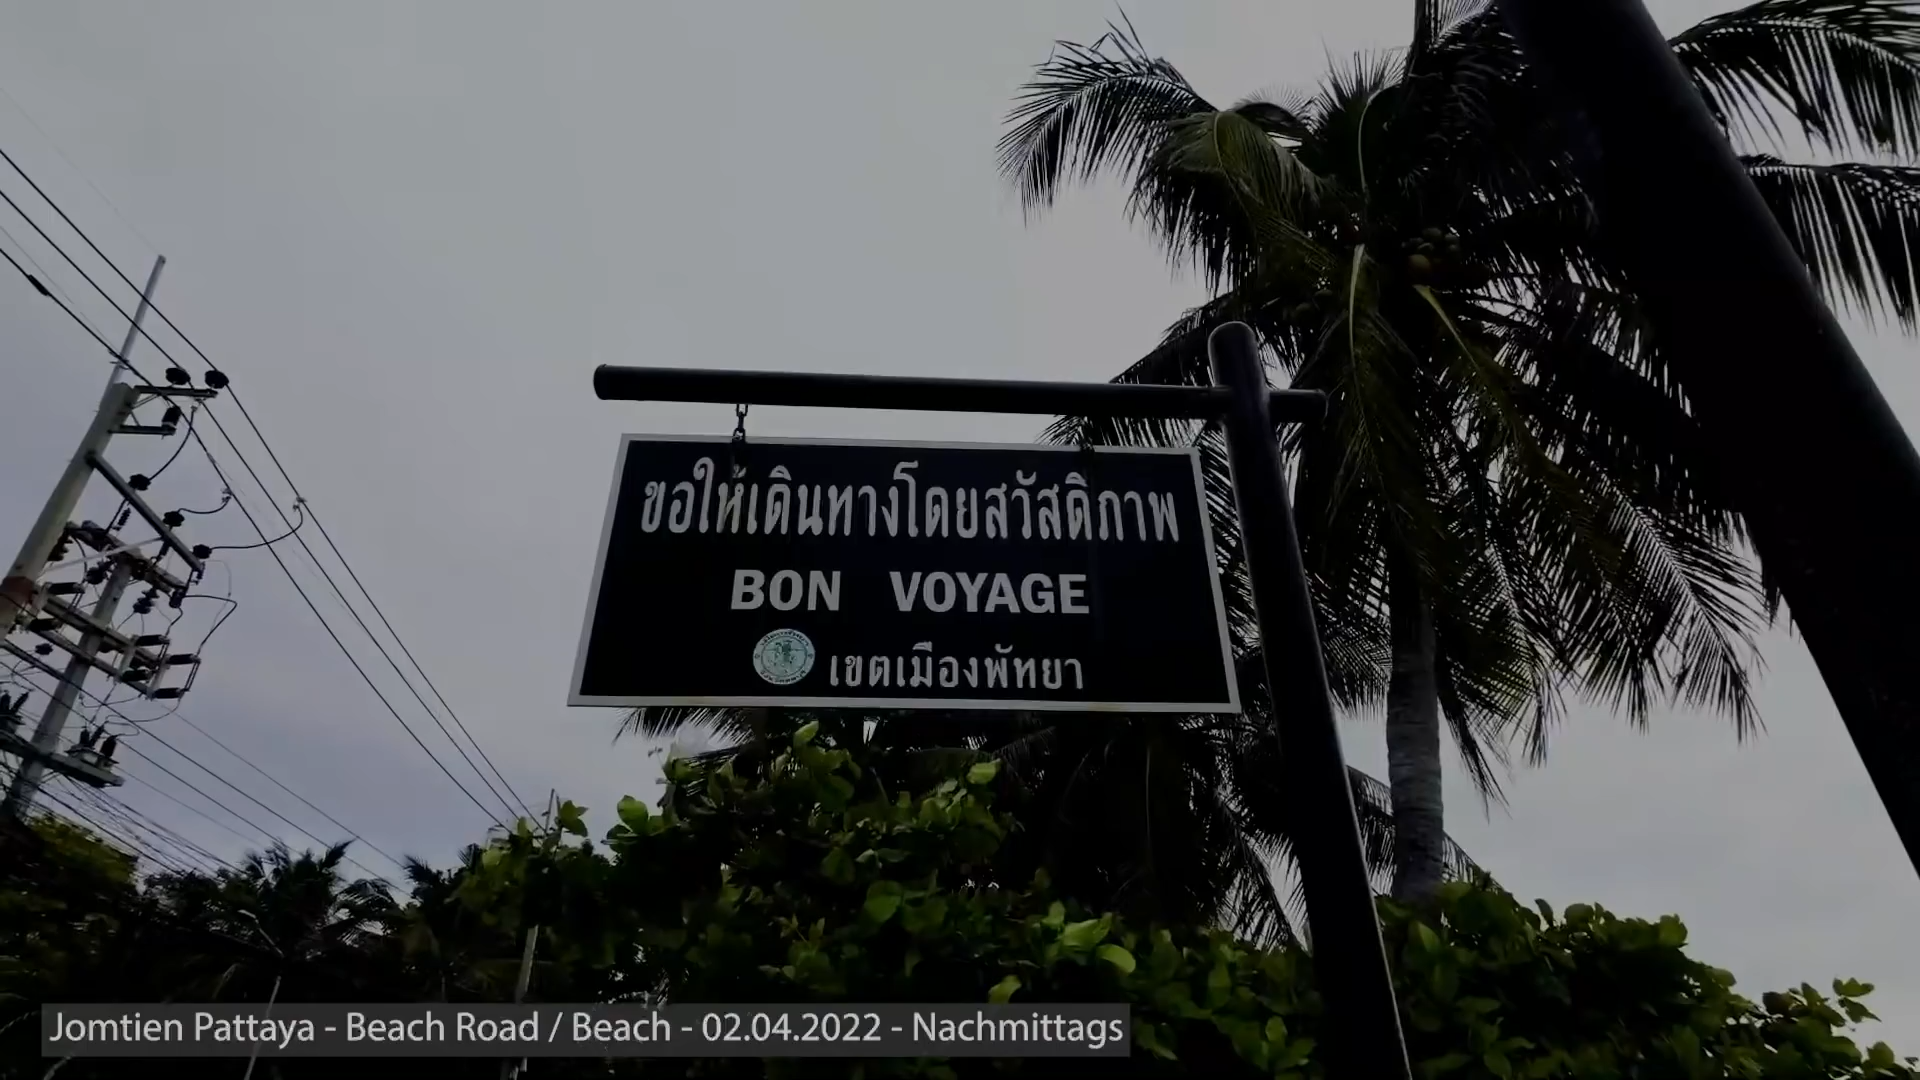 ขอให้เดินทางโดยสวัสดิภาพ
BON VOYAGE
เขตเมืองพัทยา
Jomtien Pattaya - Beach Road / Beach - 02.04.2022 - Nachmittags